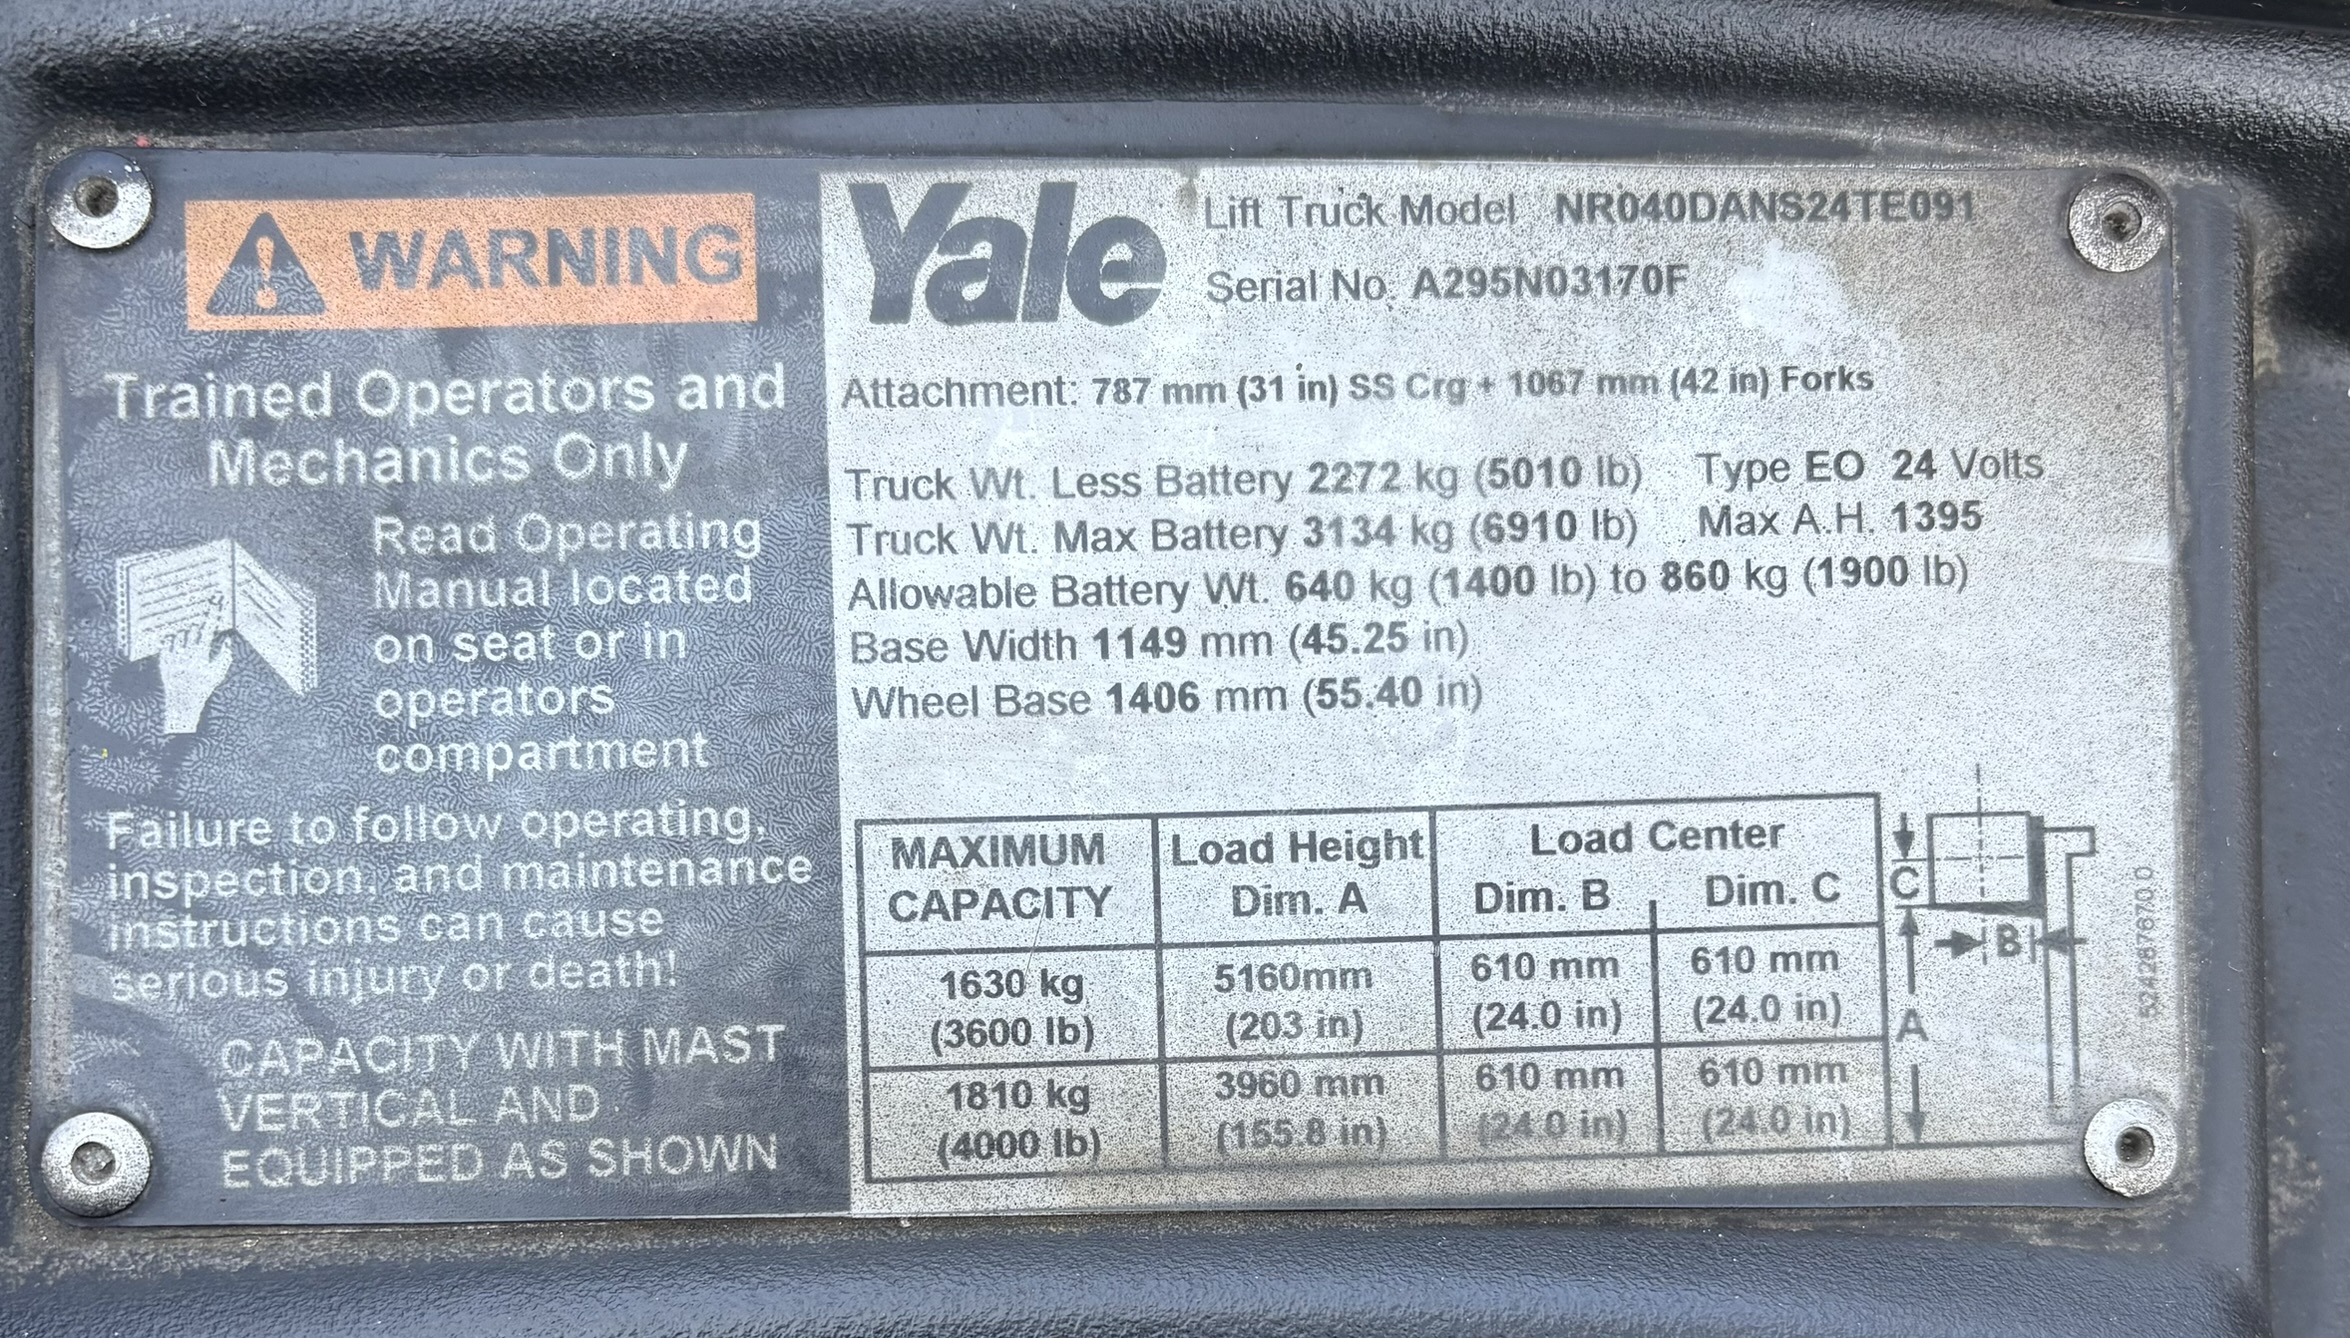 WARNING
Trained Operators and
Mechanics Only
Read Operating
Manual located
on seat or in
operators
compartment
Failure to follow operating,
inspection, and maintenance
instructions can cause
serious injury or death!
CAPACITY WITH MAST
VERTICAL AND
EQUIPPED AS SHOWN
Yale
Lift Truck Model NR040DANS24TE091
Serial No. A295N03170F
Attachment: 787 mm (31 in) SS Crg + 1067 mm (42 in) Forks
Truck Wt. Less Battery 2272 kg (5010 lb) Type EO 24 Volts
Truck Wt. Max Battery 3134 kg (6910 lb) Max A.H. 1395
Allowable Battery Wt. 640 kg (1400 lb) to 860 kg (1900 lb)
Base Width 1149 mm (45.25 in)
Wheel Base 1406 mm (55.40 in)
MAXIMUM Load Height Load Center
CAPACITY Dim. A Dim. B Dim. C
1630 kg 5160mm 610 mm 610 mm
(3600 lb) (203 in) (24.0 in) (24.0 in)
1810 kg 3960 mm 610 mm 610 mm
(4000 lb) (155.8 in) (24.0 in) (24.0 in)
C
B
A